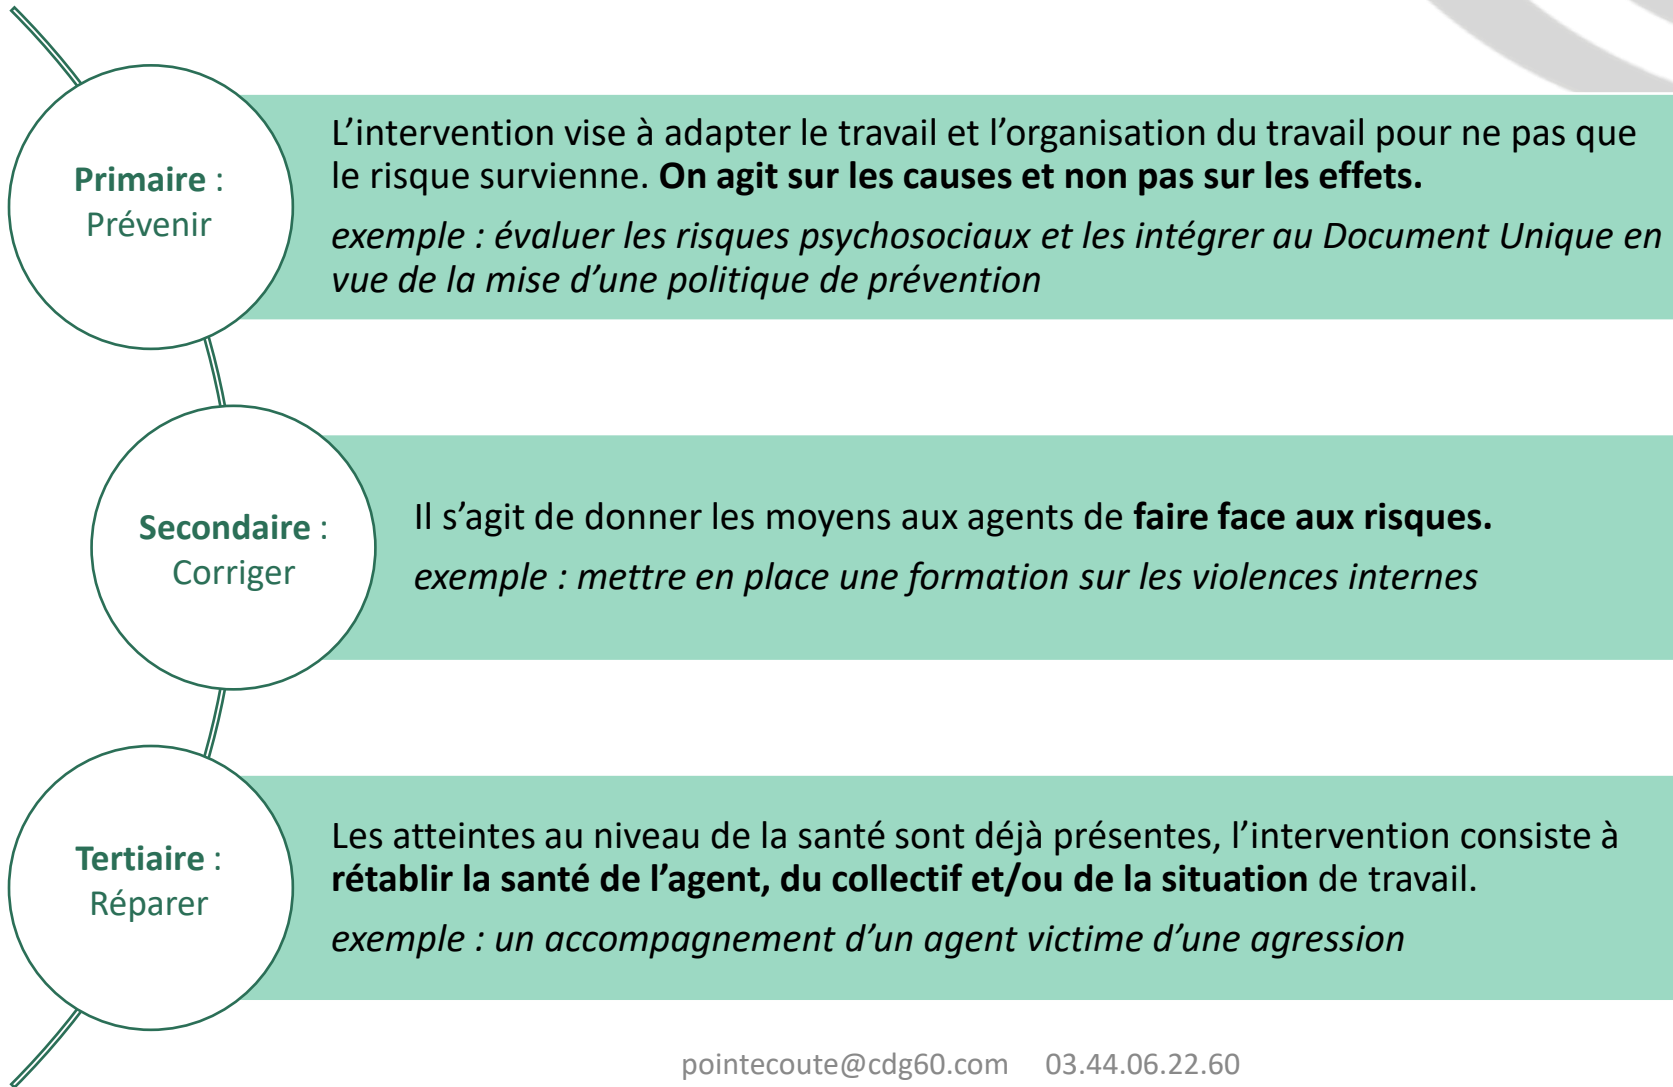 Primaire :
Prévenir
L’intervention vise à adapter le travail et l’organisation du travail pour ne pas que
le risque survienne. On agit sur les causes et non pas sur les effets.
exemple : évaluer les risques psychosociaux et les intégrer au Document Unique en
vue de la mise d’une politique de prévention
Secondaire :
Corriger
Il s’agit de donner les moyens aux agents de faire face aux risques.
exemple : mettre en place une formation sur les violences internes
Tertiaire :
Réparer
Les atteintes au niveau de la santé sont déjà présentes, l’intervention consiste à
rétablir la santé de l’agent, du collectif et/ou de la situation de travail.
exemple : un accompagnement d’un agent victime d’une agression
pointecoute@cdg60.com 03.44.06.22.60